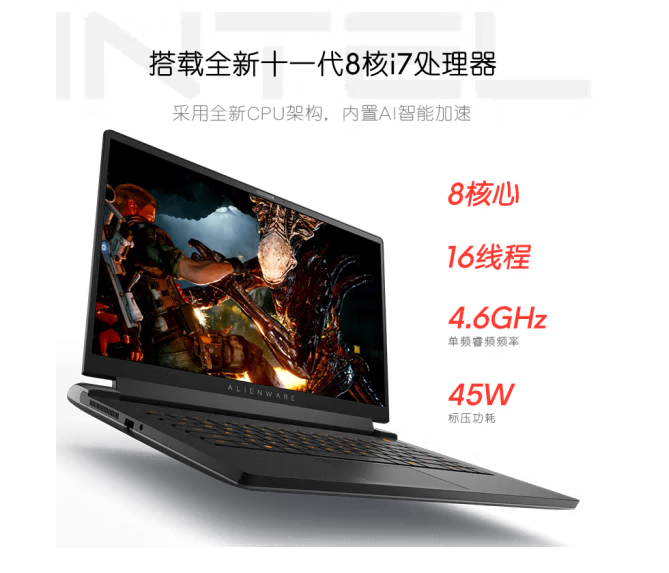 INTEL
搭载全新十一代8核i7处理器
采用全新CPU架构，内置AI智能加速
8核心
16线程
4.6GHz
单频睿频频率
45W
标压功耗
ALIENWARE